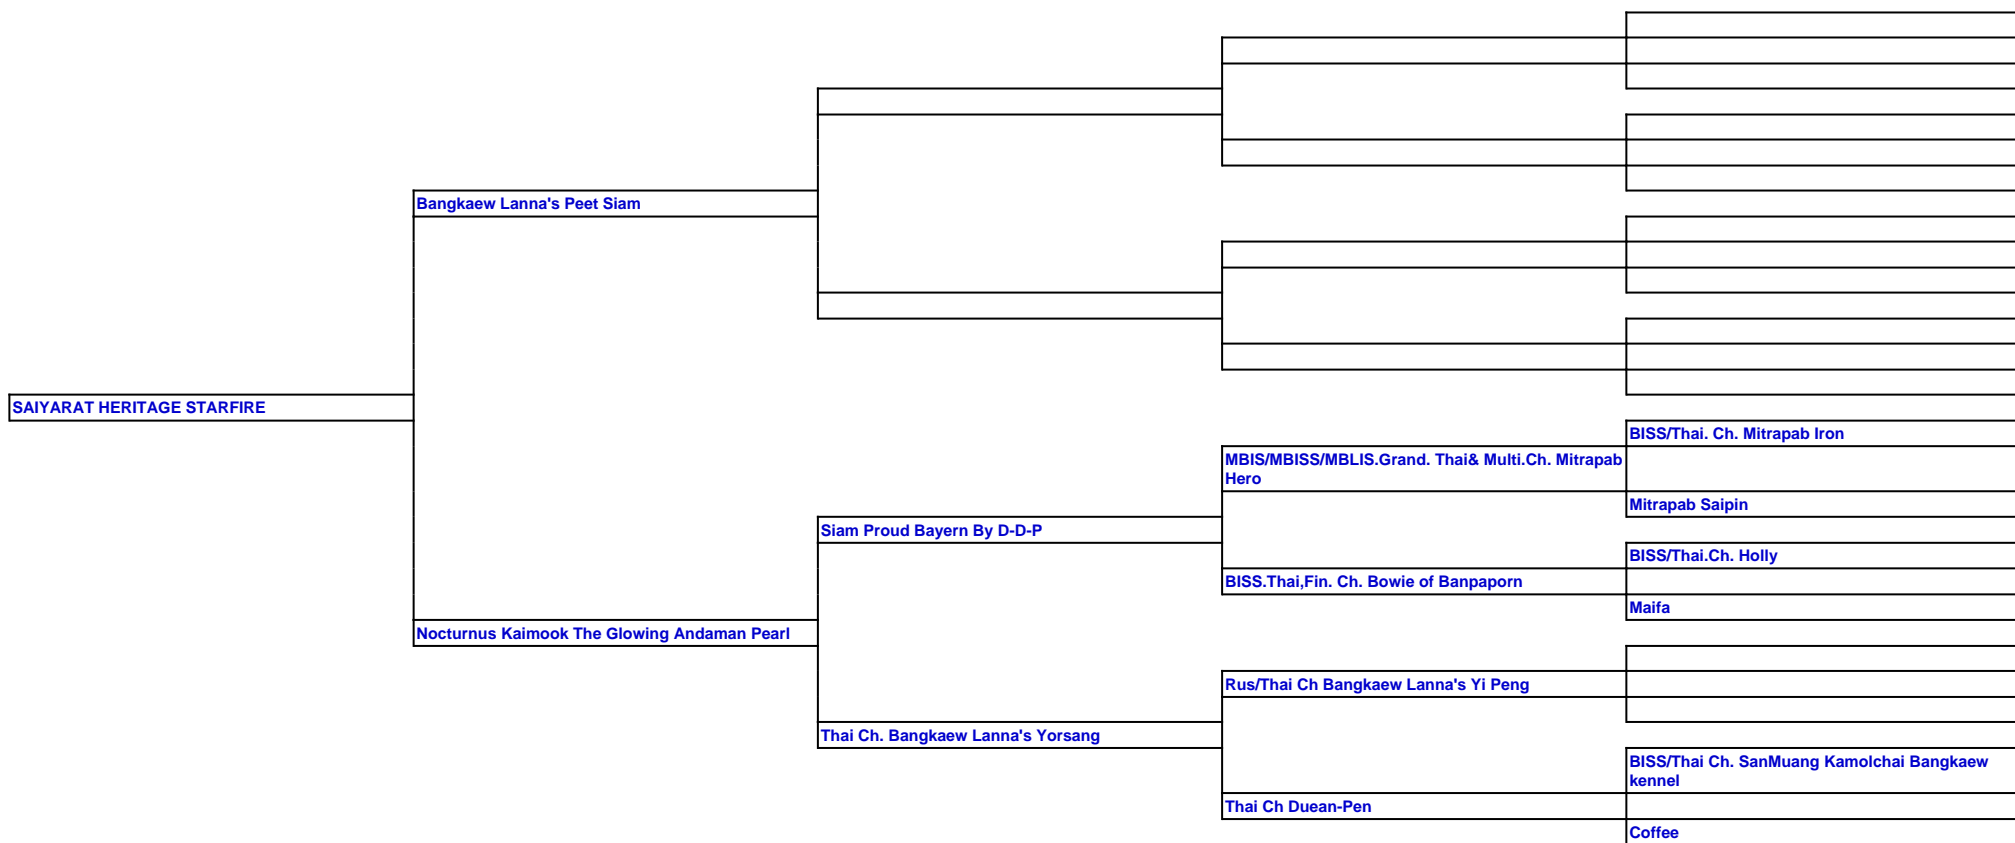 Bangkaew Lanna's Peet Siam
SAIYARAT HERITAGE STARFIRE
BISS/Thai. Ch. Mitrapab Iron
MBIS/MBISS/MBLIS.Grand. Thai& Multi.Ch. Mitrapab
Hero
Mitrapab Saipin
Siam Proud Bayern By D-D-P
BISS/Thai.Ch. Holly
BISS.Thai,Fin. Ch. Bowie of Banpaporn
Maifa
Nocturnus Kaimook The Glowing Andaman Pearl
Rus/Thai Ch Bangkaew Lanna's Yi Peng
Thai Ch. Bangkaew Lanna's Yorsang
BISS/Thai Ch. SanMuang Kamolchai Bangkaew
kennel
Thai Ch Duean-Pen
Coffee